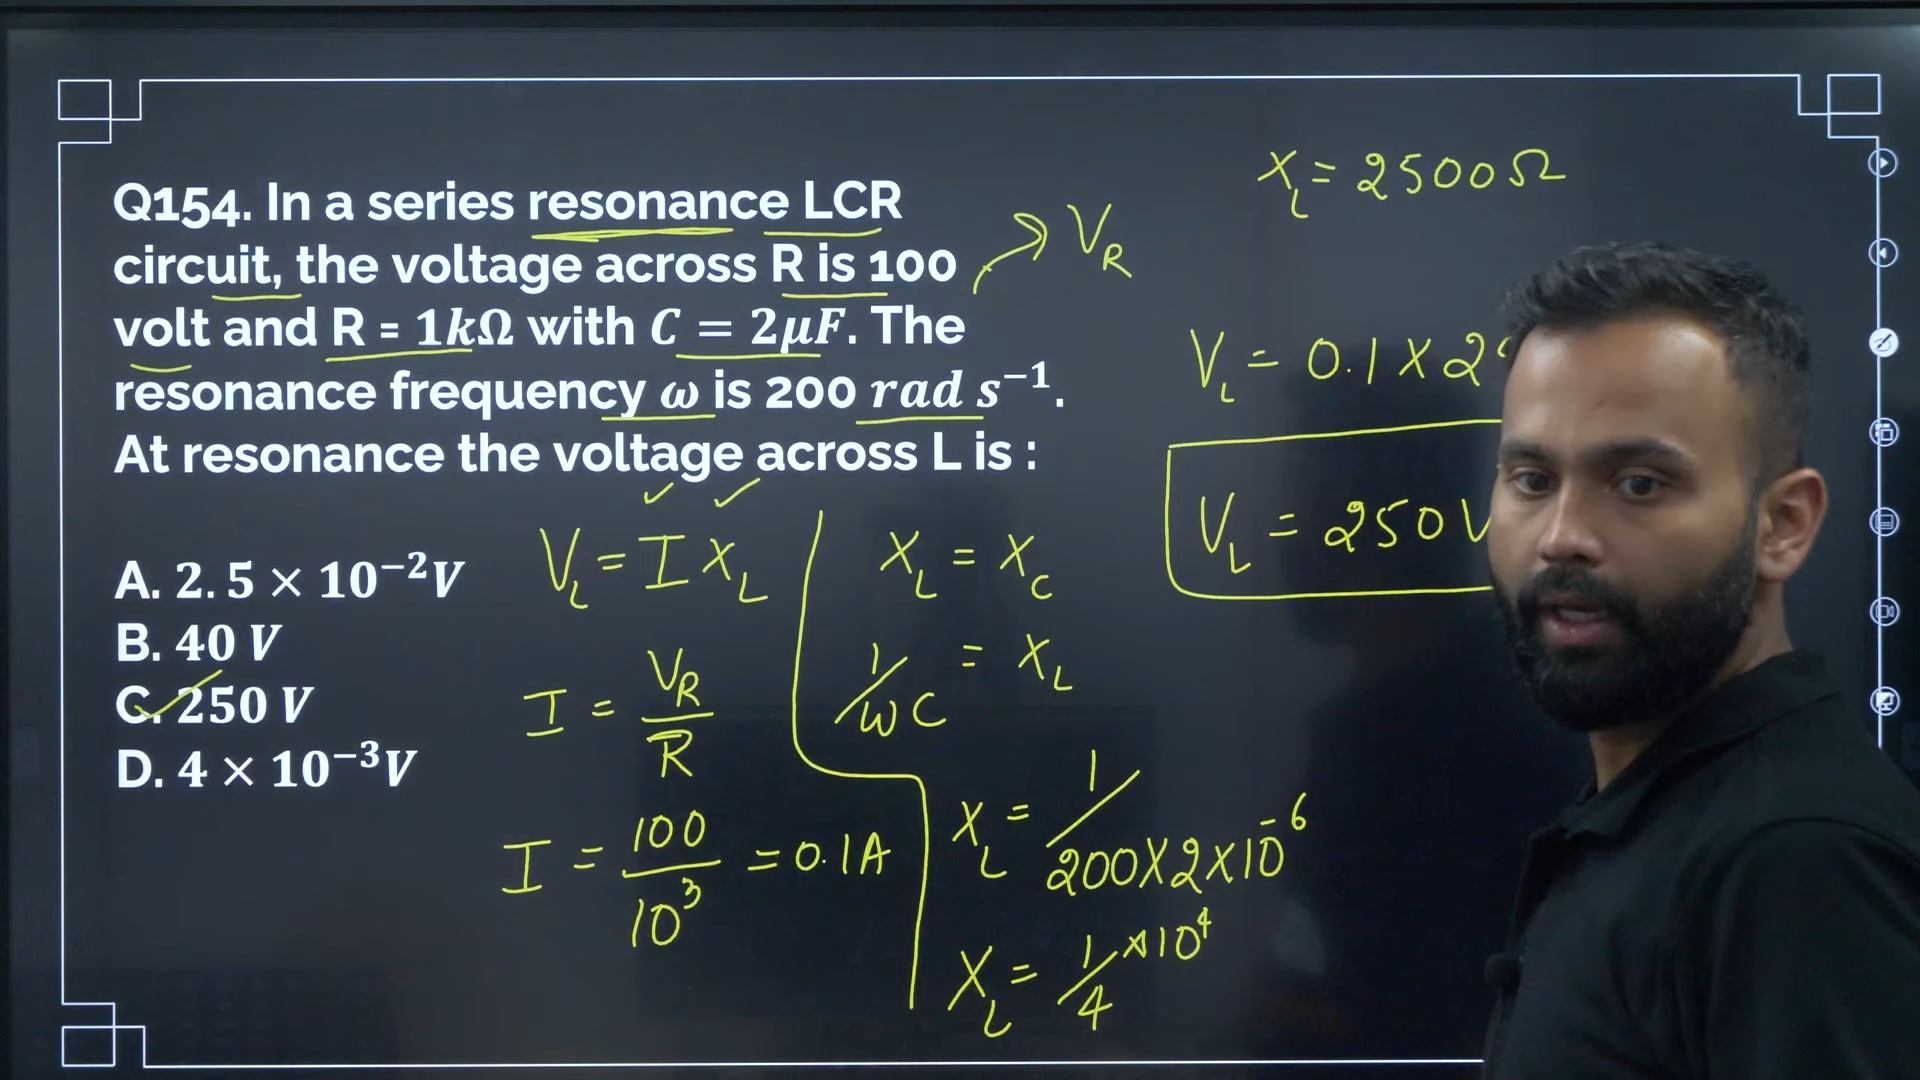 Q154. In a series resonance LCR
circuit, the voltage across R is 100
volt and R = 1kΩ with C = 2μF. The
resonance frequency ω is 200 rad s⁻¹.
At resonance the voltage across L is :
A. 2.5 × 10⁻²V
B. 40 V
C. 250 V
D. 4 × 10⁻³V
V_R
V_L = I X_L
I = V_R/R
I = 100/10³ = 0.1A
X_L = X_C
1/ωC = X_L
X_L = 1/200×2×10⁻⁶
X_L = 1/4 ×10⁴
X_L = 2500Ω
V_L = 0.1 × 2
V_L = 250V